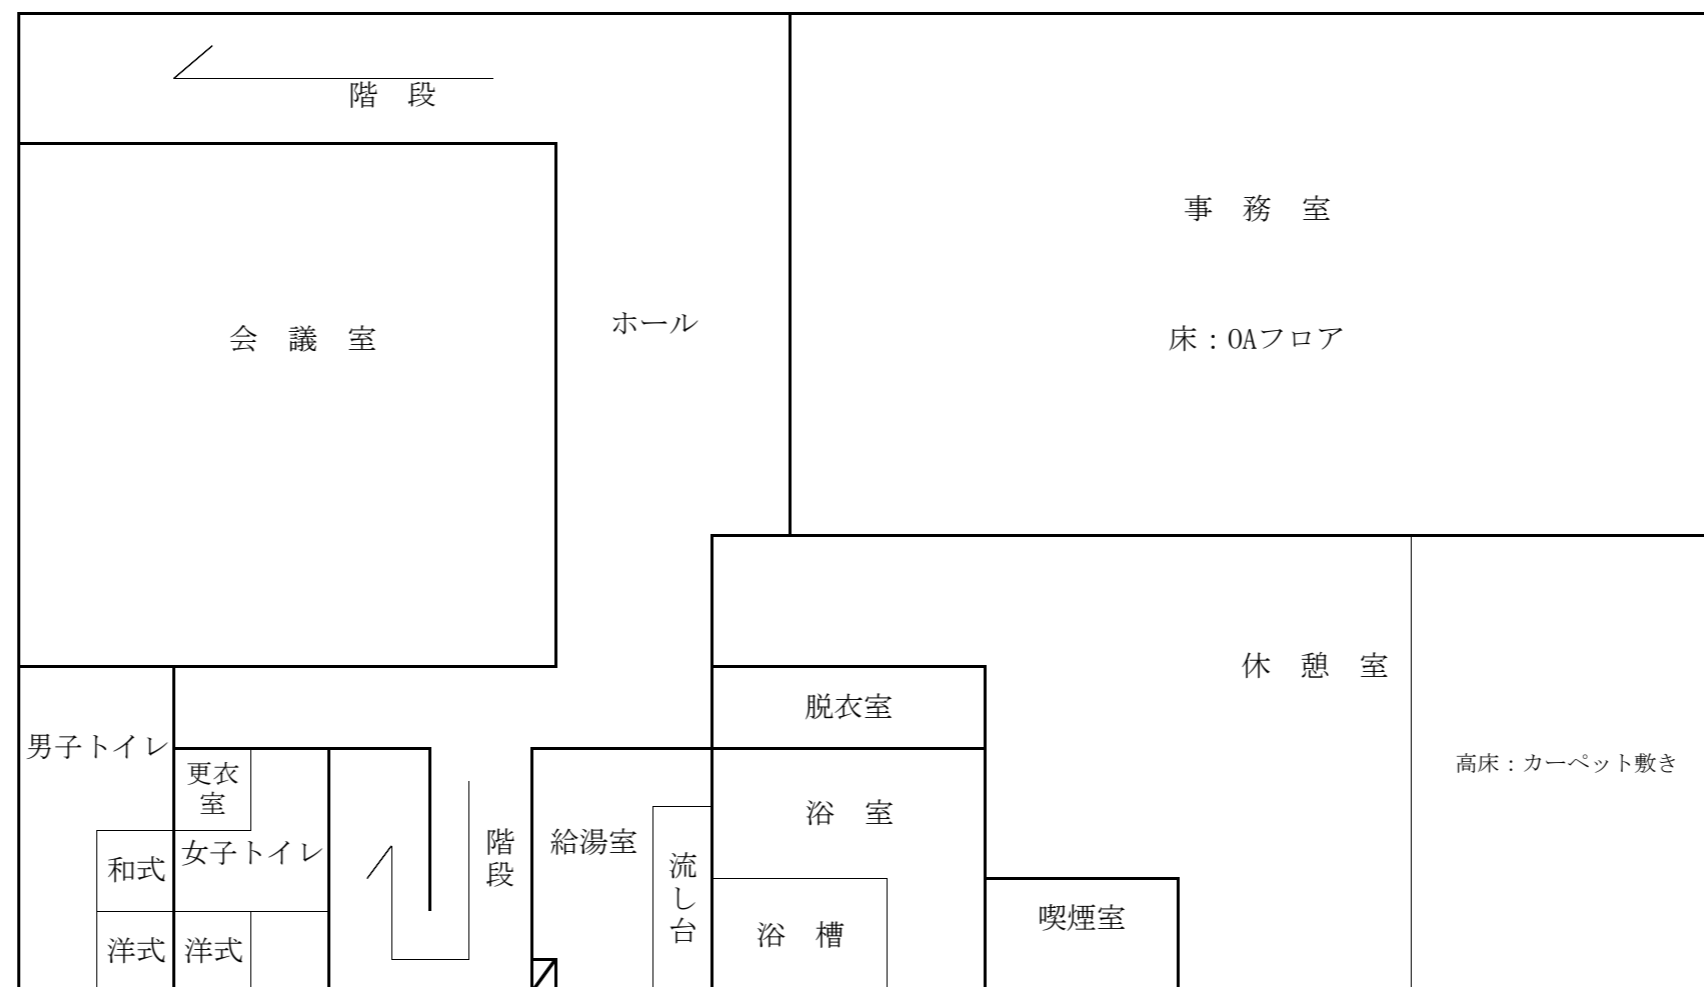 階　段
事　務　室
会　議　室
ホール
床：OAフロア
休　憩　室
脱衣室
男子トイレ
更衣
室
高床：カーペット敷き
浴　室
階
段
給湯室
女子トイレ
和式
流
し
台
洋式
洋式
浴　槽
喫煙室